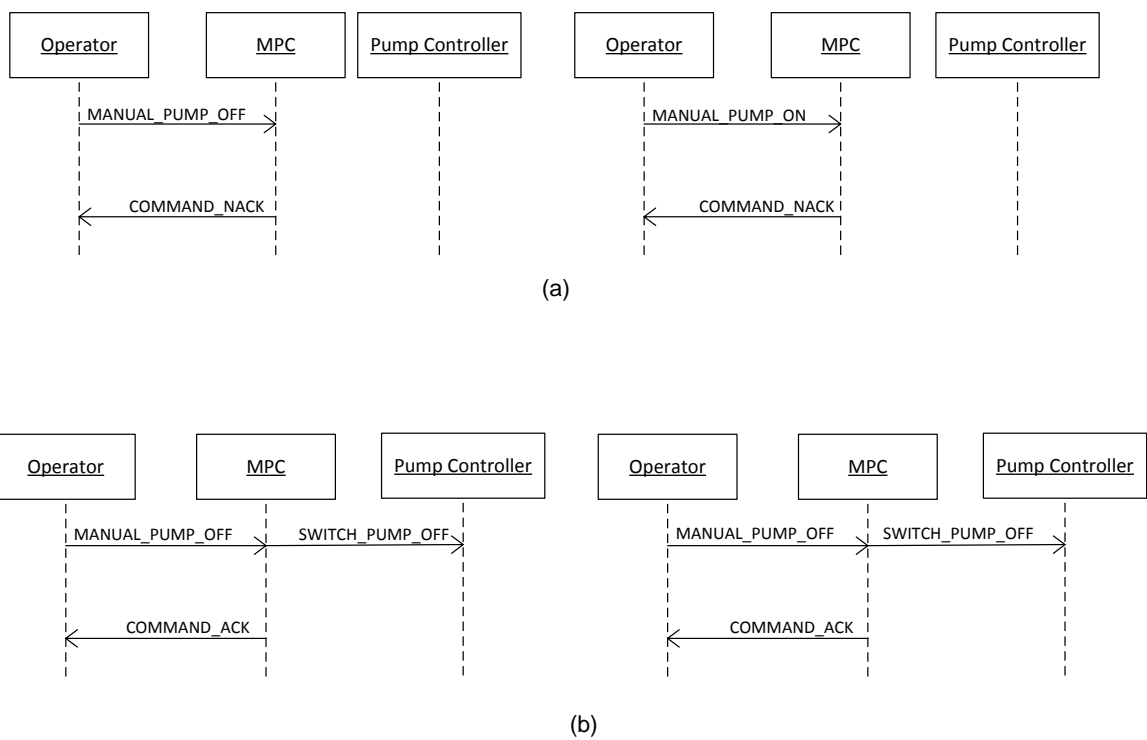 Operator MPC Pump Controller Operator MPC Pump Controller
MANUAL_PUMP_OFF MANUAL_PUMP_ON
COMMAND_NACK COMMAND_NACK
(a)
Operator MPC Pump Controller Operator MPC Pump Controller
MANUAL_PUMP_OFF SWITCH_PUMP_OFF MANUAL_PUMP_OFF SWITCH_PUMP_OFF
COMMAND_ACK COMMAND_ACK
(b)